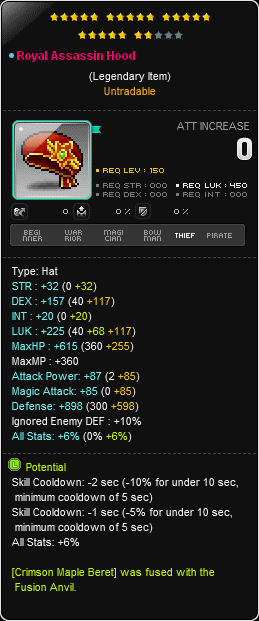 Royal Assassin Hood
(Legendary Item)
Untradable
ATT INCREASE
0
REQ LEV : 150
REQ STR : 000 REQ LUK : 450
REQ DEX : 000 REQ INT : 000
0 0 % 0 %
BEGINNER WARRIOR MAGICIAN BOWMAN THIEF PIRATE
Type: Hat
STR : +32 (0 +32)
DEX : +157 (40 +117)
INT : +20 (0 +20)
LUK : +225 (40 +68 +117)
MaxHP : +615 (360 +255)
MaxMP : +360
Attack Power: +87 (2 +85)
Magic Attack: +85 (0 +85)
Defense: +898 (300 +598)
Ignored Enemy DEF : +10%
All Stats: +6% (0% +6%)
L Potential
Skill Cooldown: -2 sec (-10% for under 10 sec,
minimum cooldown of 5 sec)
Skill Cooldown: -1 sec (-5% for under 10 sec,
minimum cooldown of 5 sec)
All Stats: +6%
[Crimson Maple Beret] was fused with the
Fusion Anvil.